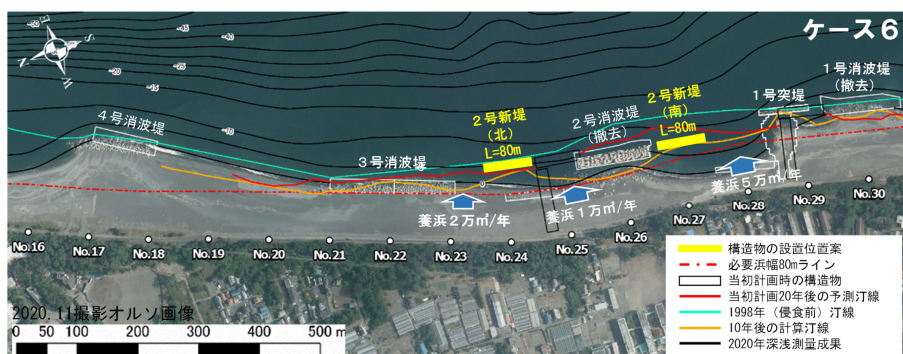 ケース6
1号消波堤
(撤去)
1号突堤
2号新堤
(南)
L=80m
2号消波堤
(撤去)
2号新堤
(北)
L=80m
3号消波堤
4号消波堤
養浜2万㎥/年
養浜1万㎥/年
養浜5万㎥/年
No.16
No.17
No.18
No.19
No.20
No.21
No.22
No.23
No.24
No.25
No.26
No.27
No.28
No.29
No.30
構造物の設置位置案
必要浜幅80mライン
当初計画時の構造物
当初計画20年後の予測汀線
1998年(侵食前)汀線
10年後の計算汀線
2020年深浅測量成果
2020.11撮影オルソ画像
0 50 100 200 300 400 500 m